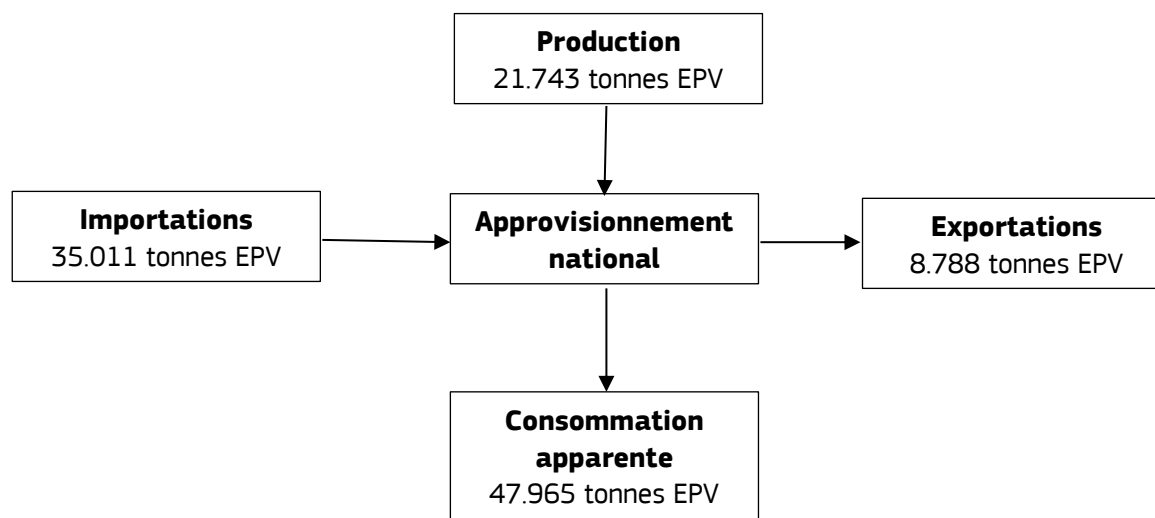 Production
21.743 tonnes EPV
Importations
35.011 tonnes EPV
Approvisionnement
national
Exportations
8.788 tonnes EPV
Consommation
apparente
47.965 tonnes EPV